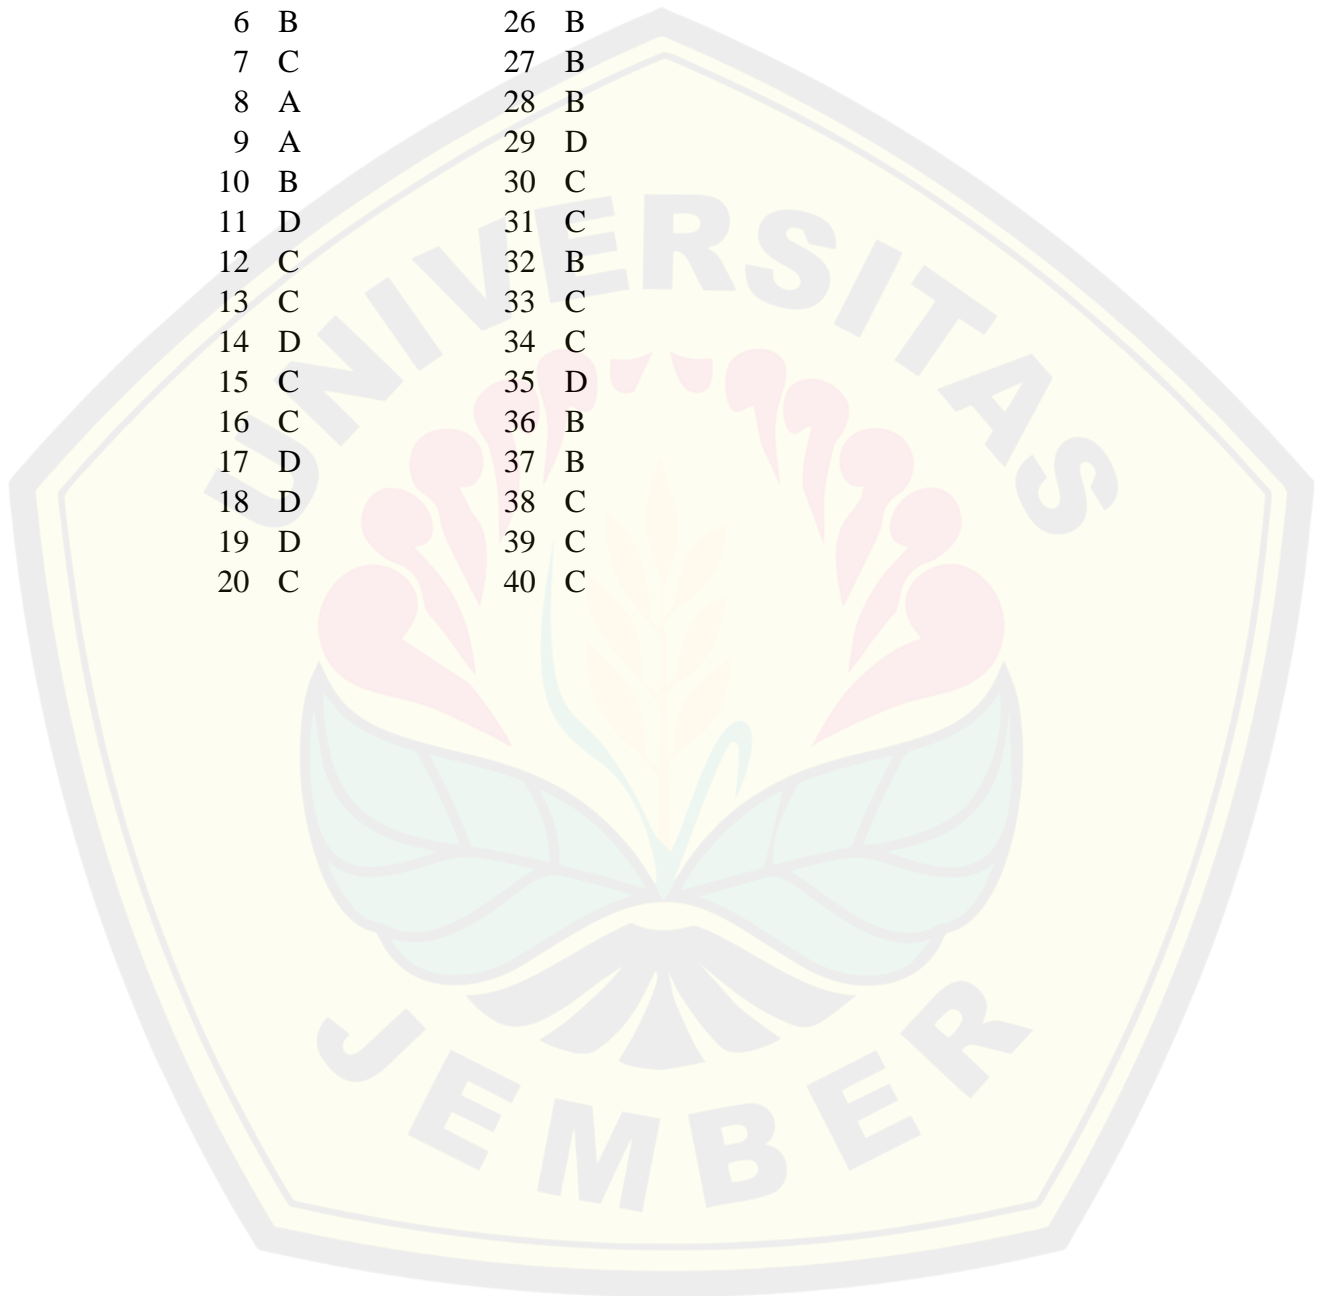 6 B 26 B
7 C 27 B
8 A 28 B
9 A 29 D
10 B 30 C
11 D 31 C
12 C 32 B
13 C 33 C
14 D 34 C
15 C 35 D
16 C 36 B
17 D 37 B
18 D 38 C
19 D 39 C
20 C 40 C
UNIVERSITAS
JEMBER